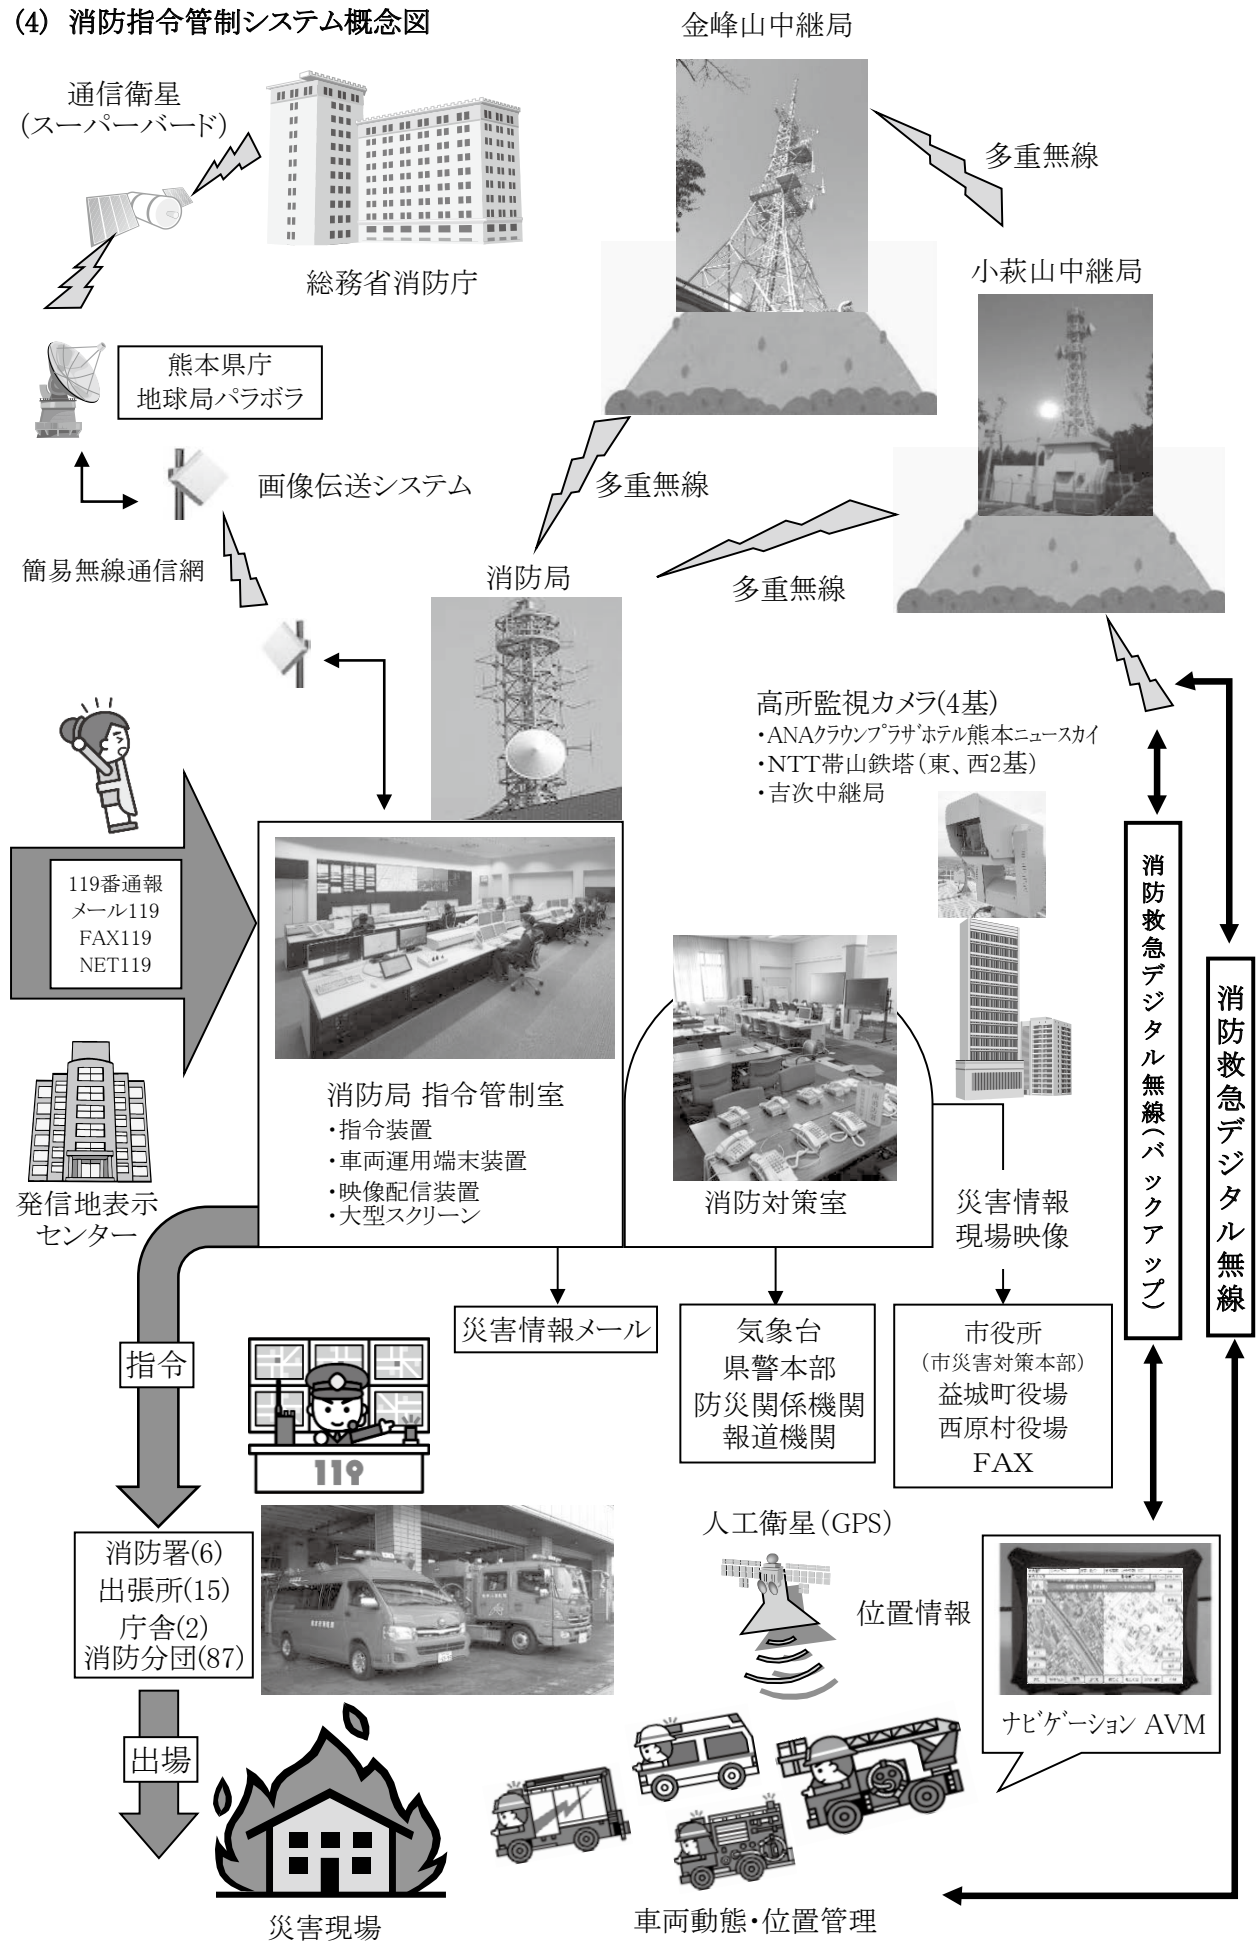 (4) 消防指令管制システム概念図
金峰山中継局
通信衛星
(スーパーバード)
多重無線
総務省消防庁
小萩山中継局
熊本県庁
地球局パラボラ
画像伝送システム
多重無線
簡易無線通信網
消防局
多重無線
高所監視カメラ(4基)
・ANAクラウンプラザホテル熊本ニュースカイ
・NTT帯山鉄塔(東、西2基)
・吉次中継局
119番通報
メール119
FAX119
NET119
消防救急デジタル無線(バックアップ)
消防救急デジタル無線
消防局 指令管制室
・指令装置
・車両運用端末装置
・映像配信装置
・大型スクリーン
発信地表示
センター
消防対策室
災害情報
現場映像
災害情報メール
気象台
県警本部
防災関係機関
報道機関
市役所
(市災害対策本部)
益城町役場
西原村役場
FAX
指令
119
消防署(6)
出張所(15)
庁舎(2)
消防分団(87)
人工衛星(GPS)
位置情報
ナビゲーション AVM
出場
災害現場
車両動態・位置管理